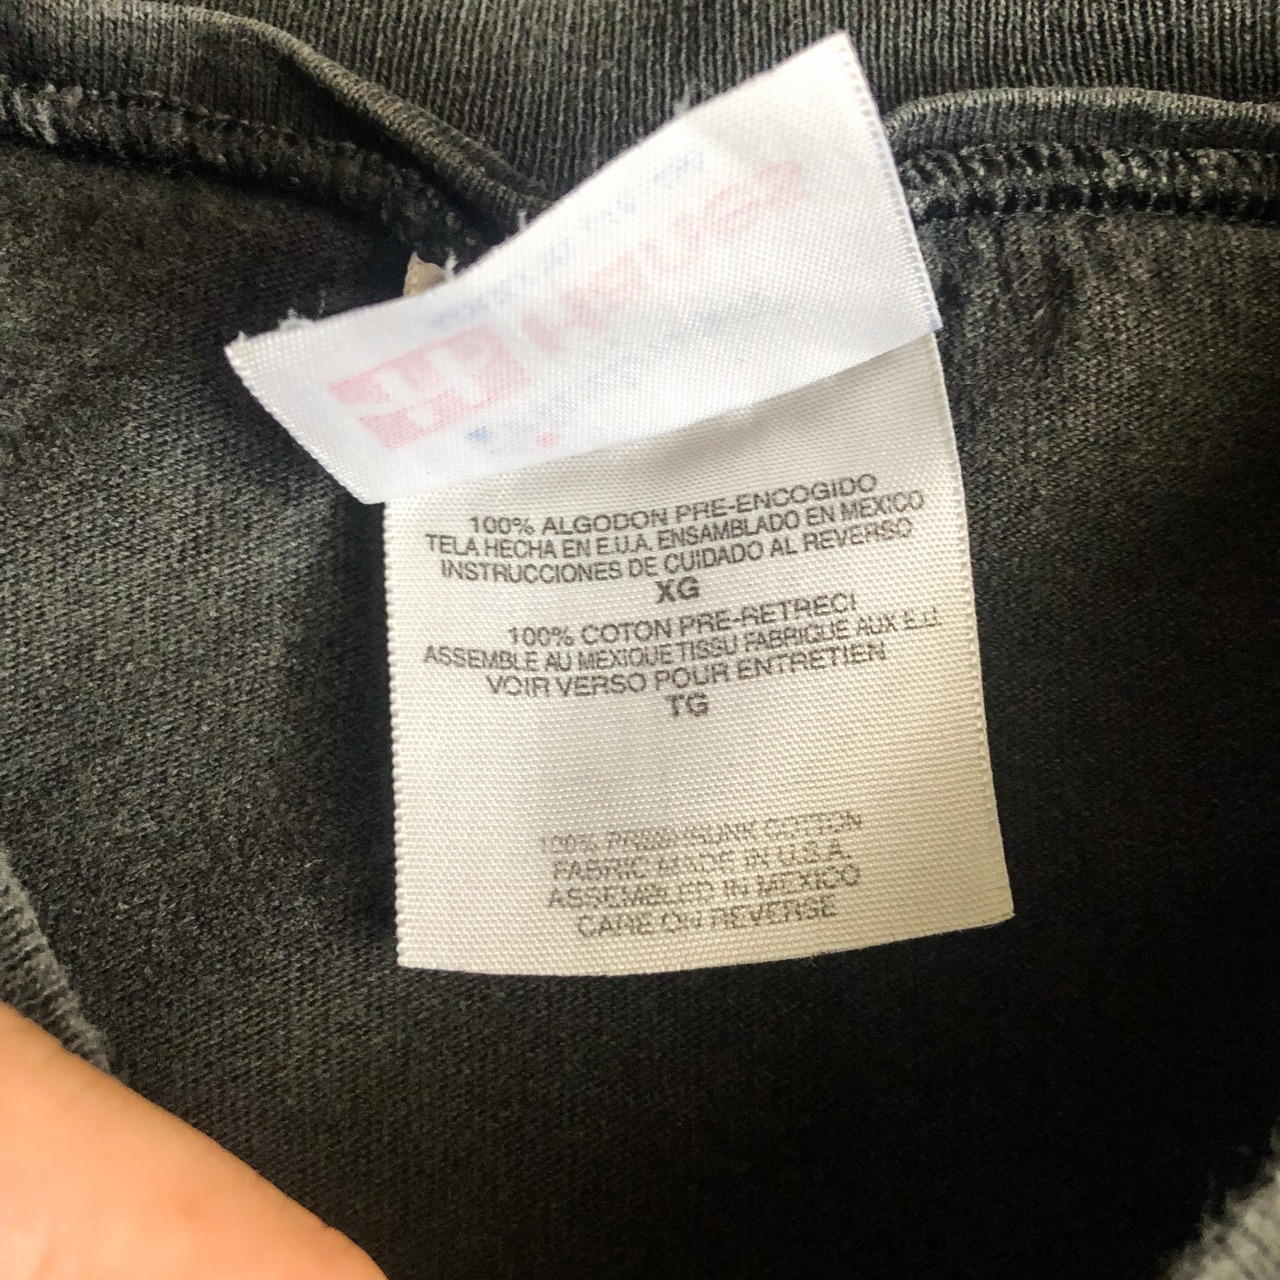 100% ALGODON PRE-ENCOGIDO
TELA HECHA EN E.U.A. ENSAMBLADO EN MEXICO
INSTRUCCIONES DE CUIDADO AL REVERSO
XG
100% COTON PRE-RETRECI
ASSEMBLE AU MEXIQUE TISSU FABRIQUE AUX E.U.
VOIR VERSO POUR ENTRETIEN
TG
100% PRESHRUNK COTTON
FABRIC MADE IN U.S.A.
ASSEMBLED IN MEXICO
CARE ON REVERSE